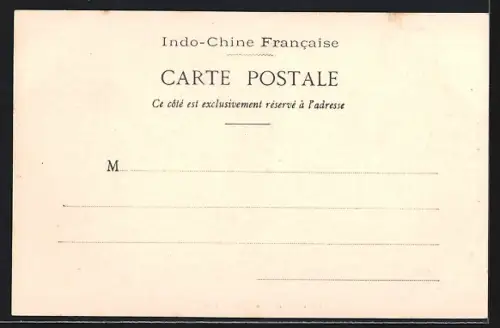 Indo-Chine Française
CARTE POSTALE
Ce côté est exclusivement réservé à l'adresse
M